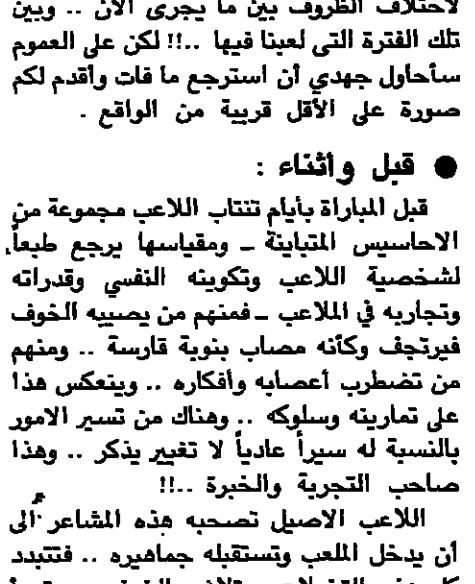 لاختلاف الظروف بين ما يجرى الآن .. وبين
تلك الفترة التى لعبنا فيها ..!! لكن على العموم
سأحاول جهدي أن استرجع ما فات وأقدم لكم
صورة على الأقل قريبة من الواقع .
● قبل وأثناء :
قبل المباراة بأيام تنتاب اللاعب مجموعة من
الاحاسيس المتباينة ــ ومقياسها يرجع طبعاً
لشخصية اللاعب وتكوينه النفسي وقدراته
وتجاربه في الملاعب ــ فمنهم من يصيبه الخوف
فيرتجف وكأنه مصاب بنوبة قارسة .. ومنهم
من تضطرب أعصابه وأفكاره .. وينعكس هذا
على تمارينه وسلوكه .. وهناك من تسير الامور
بالنسبة له سيراً عادياً لا تغيير يذكر .. وهذا
صاحب التجربة والخبرة ..!!
اللاعب الاصيل تصحبه هذه المشاعر ألى
أن يدخل الملعب وتستقبله جماهيره .. فتتبدد